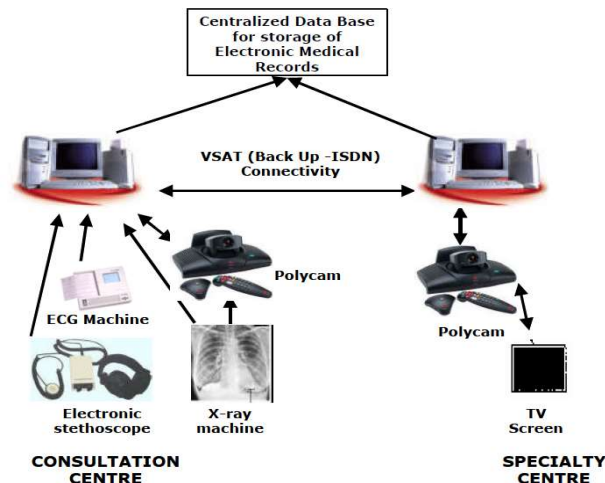 Centralized Data Base
for storage of
Electronic Medical
Records
VSAT (Back Up -ISDN)
Connectivity
Polycam
ECG Machine
Polycam
Electronic
stethoscope
X-ray
machine
TV
Screen
CONSULTATION
CENTRE
SPECIALTY
CENTRE